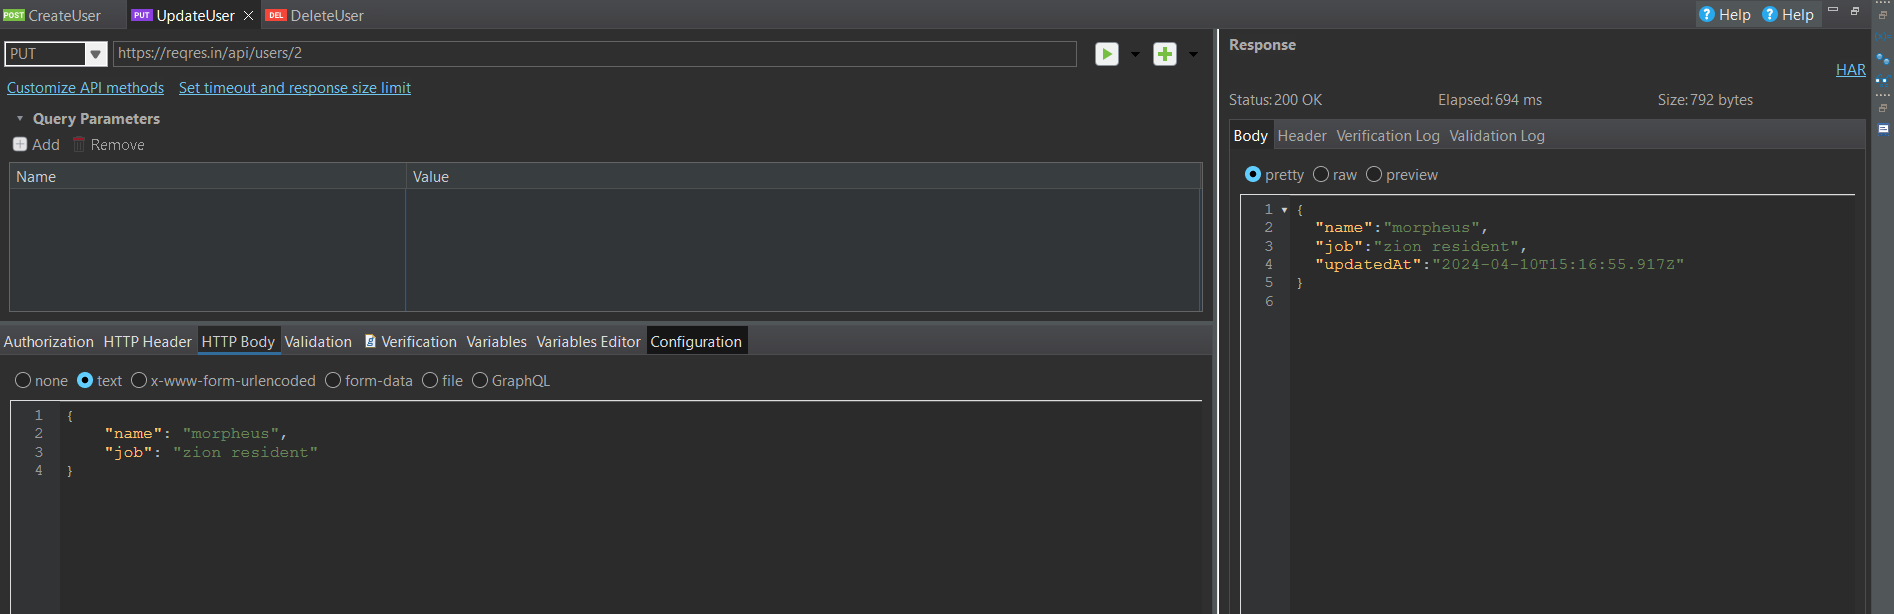 POST CreateUser PUT UpdateUser DEL DeleteUser
? Help ? Help
PUT https://reqres.in/api/users/2
Customize API methods Set timeout and response size limit
Query Parameters
Add Remove
Name Value
Authorization HTTP Header HTTP Body Validation Verification Variables Variables Editor Configuration
none text x-www-form-urlencoded form-data file GraphQL
1 {
2 "name": "morpheus",
3 "job": "zion resident"
4 }
Response
HAR
Status: 200 OK Elapsed: 694 ms Size: 792 bytes
Body Header Verification Log Validation Log
pretty raw preview
1 {
2 "name":"morpheus",
3 "job":"zion resident",
4 "updatedAt":"2024-04-10T15:16:55.917Z"
5 }
6